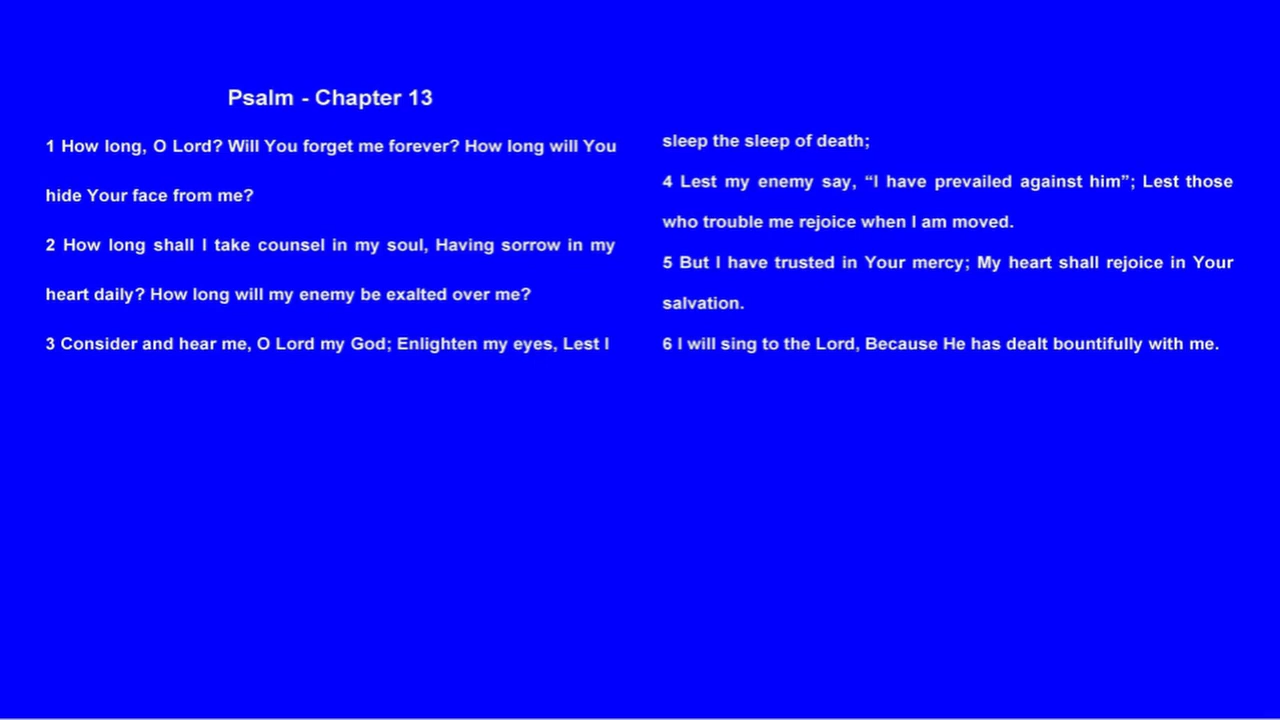 Psalm - Chapter 13
1 How long, O Lord? Will You forget me forever? How long will You
hide Your face from me?
2 How long shall I take counsel in my soul, Having sorrow in my
heart daily? How long will my enemy be exalted over me?
3 Consider and hear me, O Lord my God; Enlighten my eyes, Lest I
sleep the sleep of death;
4 Lest my enemy say, “I have prevailed against him”; Lest those
who trouble me rejoice when I am moved.
5 But I have trusted in Your mercy; My heart shall rejoice in Your
salvation.
6 I will sing to the Lord, Because He has dealt bountifully with me.